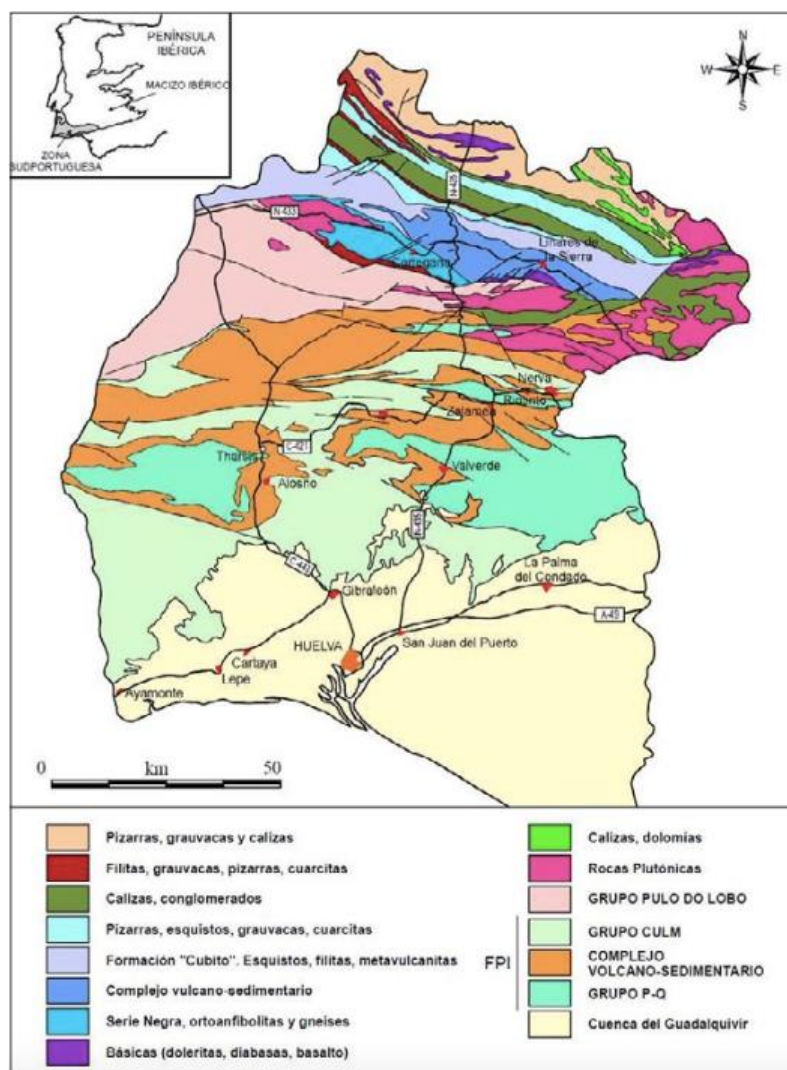 PENÍNSULA
IBÉRICA
MACIZO IBÉRICO
ZONA
SUDPORTUGUESA
N
W
E
S
N-435
N-433
Cortegana
Linares de
la Sierra
Nerva
Riotinto
Zalamea
C-421
Tharsis
Valverde
Alosno
N-435
La Palma
del Condado
C-443
Gibraleón
A-49
HUELVA
San Juan del Puerto
Cartaya
Lepe
Ayamonte
0 km 50
Pizarras, grauvacas y calizas
Filitas, grauvacas, pizarras, cuarcitas
Calizas, conglomerados
Pizarras, esquistos, grauvacas, cuarcitas
Formación "Cubito". Esquistos, filitas, metavulcanitas
Complejo vulcano-sedimentario
Serie Negra, ortoanfibolitas y gneises
Básicas (doleritas, diabasas, basalto)
Calizas, dolomías
Rocas Plutónicas
GRUPO PULO DO LOBO
FPI
GRUPO CULM
COMPLEJO
VOLCANO-SEDIMENTARIO
GRUPO P-Q
Cuenca del Guadalquivir